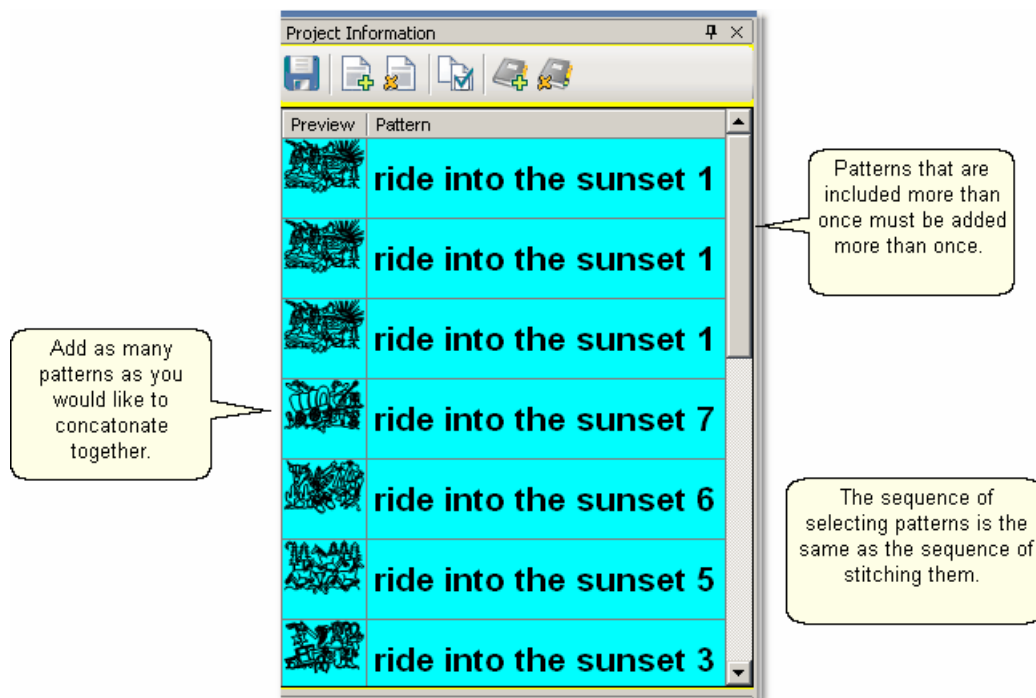 Project Information
Preview Pattern
ride into the sunset 1
ride into the sunset 1
ride into the sunset 1
ride into the sunset 7
ride into the sunset 6
ride into the sunset 5
ride into the sunset 3
Add as many
patterns as you
would like to
concatonate
together.
Patterns that are
included more than
once must be added
more than once.
The sequence of
selecting patterns is the
same as the sequence of
stitching them.